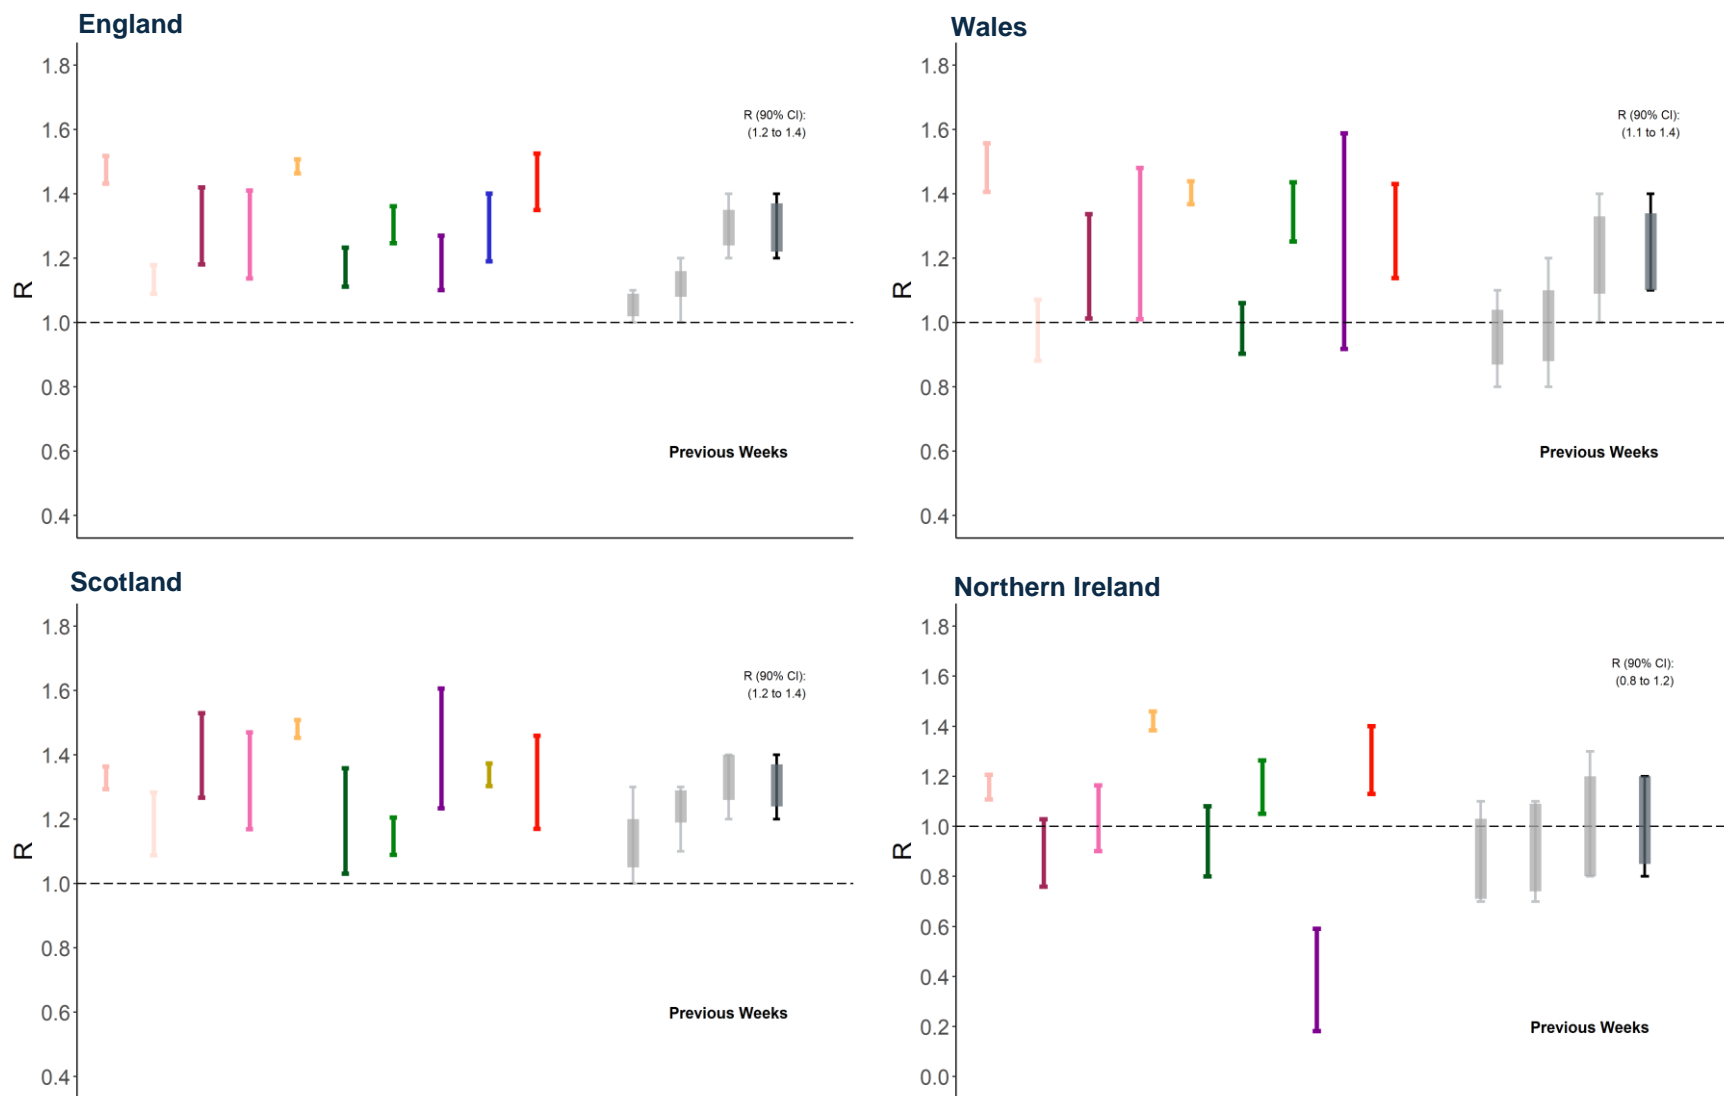 England
1.8
1.6
1.4
1.2
1.0
0.8
0.6
0.4
R
R (90% CI):
(1.2 to 1.4)
Previous Weeks
Wales
1.8
1.6
1.4
1.2
1.0
0.8
0.6
0.4
R
R (90% CI):
(1.1 to 1.4)
Previous Weeks
Scotland
1.8
1.6
1.4
1.2
1.0
0.8
0.6
0.4
R
R (90% CI):
(1.2 to 1.4)
Previous Weeks
Northern Ireland
1.8
1.6
1.4
1.2
1.0
0.8
0.6
0.4
0.2
0.0
R
R (90% CI):
(0.8 to 1.2)
Previous Weeks